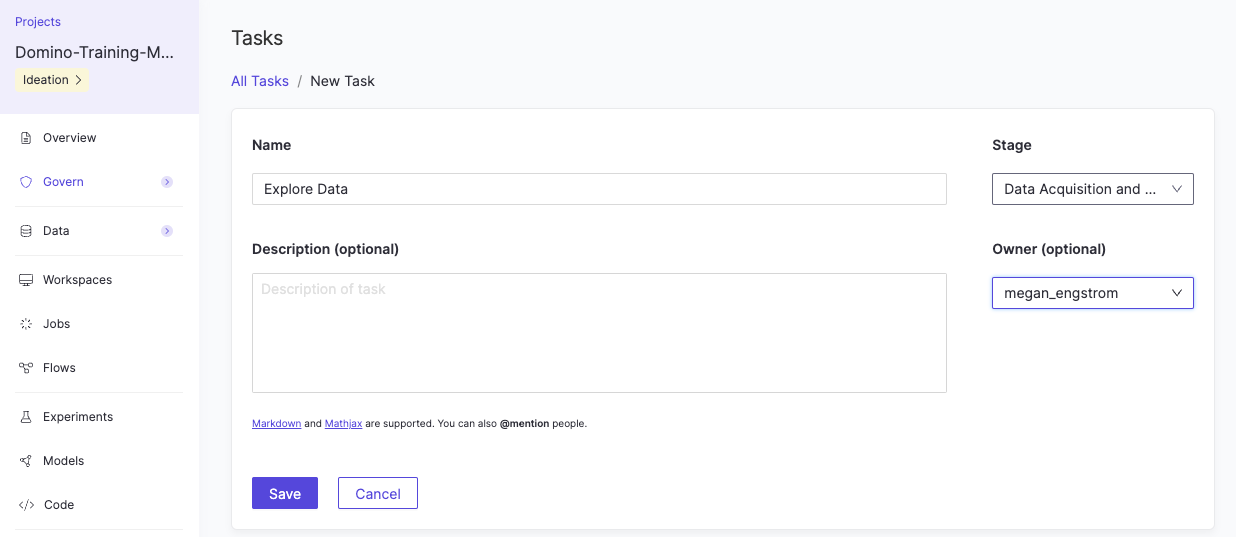 Projects
Domino-Training-M...
Ideation
Overview
Govern
Data
Workspaces
Jobs
Flows
Experiments
Models
Code
Tasks
All Tasks / New Task
Name
Explore Data
Stage
Data Acquisition and ...
Description (optional)
Description of task
Owner (optional)
megan_engstrom
Markdown and Mathjax are supported. You can also @mention people.
Save
Cancel